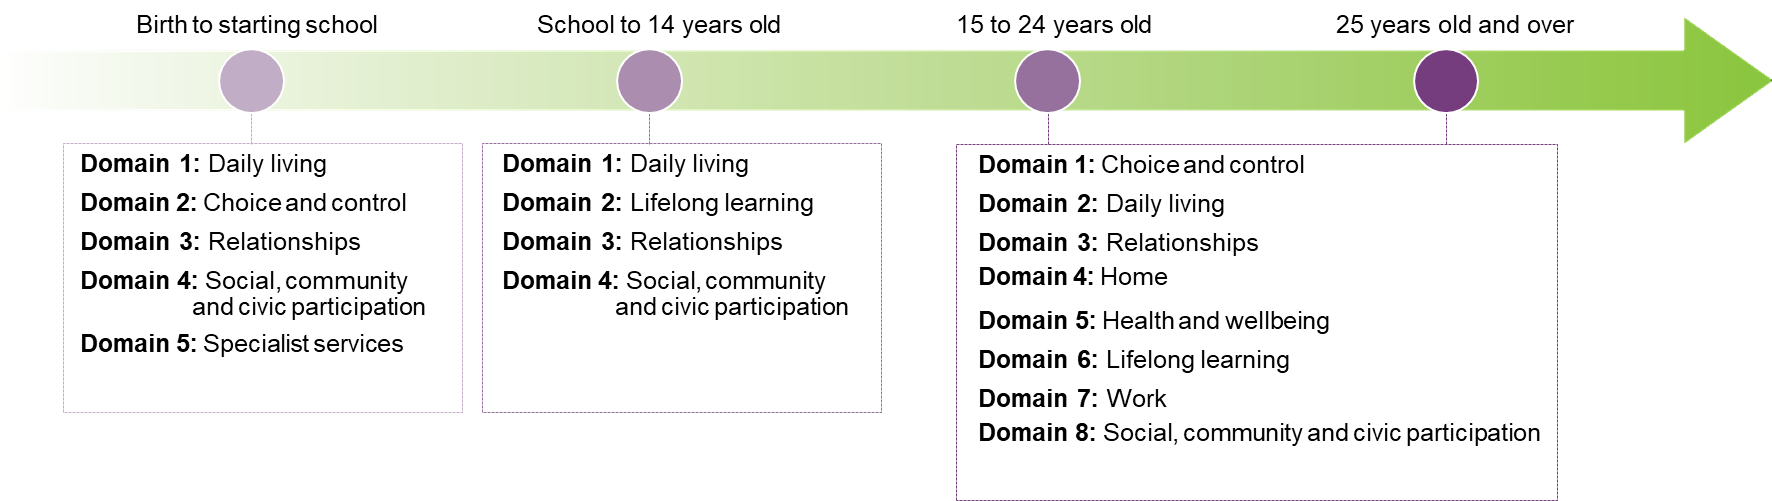 Birth to starting school
School to 14 years old
15 to 24 years old
25 years old and over
Domain 1: Daily living
Domain 2: Choice and control
Domain 3: Relationships
Domain 4: Social, community
and civic participation
Domain 5: Specialist services
Domain 1: Daily living
Domain 2: Lifelong learning
Domain 3: Relationships
Domain 4: Social, community
and civic participation
Domain 1: Choice and control
Domain 2: Daily living
Domain 3: Relationships
Domain 4: Home
Domain 5: Health and wellbeing
Domain 6: Lifelong learning
Domain 7: Work
Domain 8: Social, community and civic participation